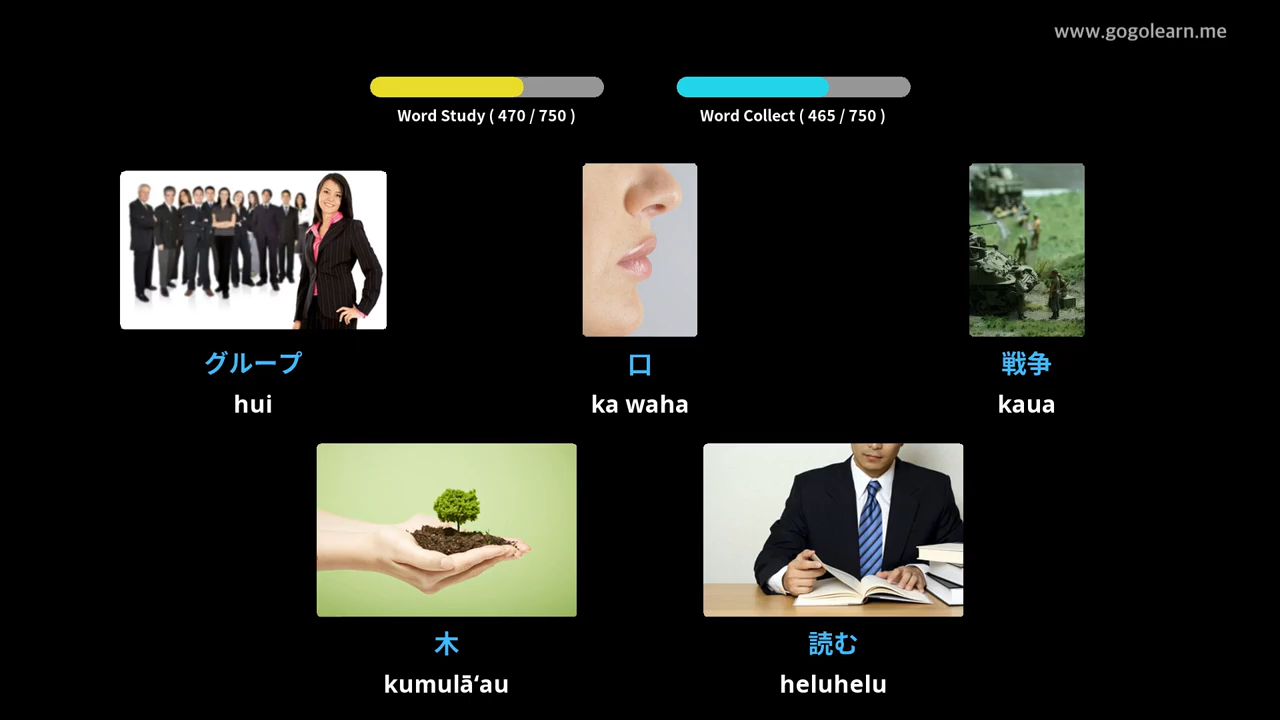 www.gogolearn.me
Word Study ( 470 / 750 )
Word Collect ( 465 / 750 )
グループ
口
戦争
hui
ka waha
kaua
木
読む
kumulāʻau
heluhelu